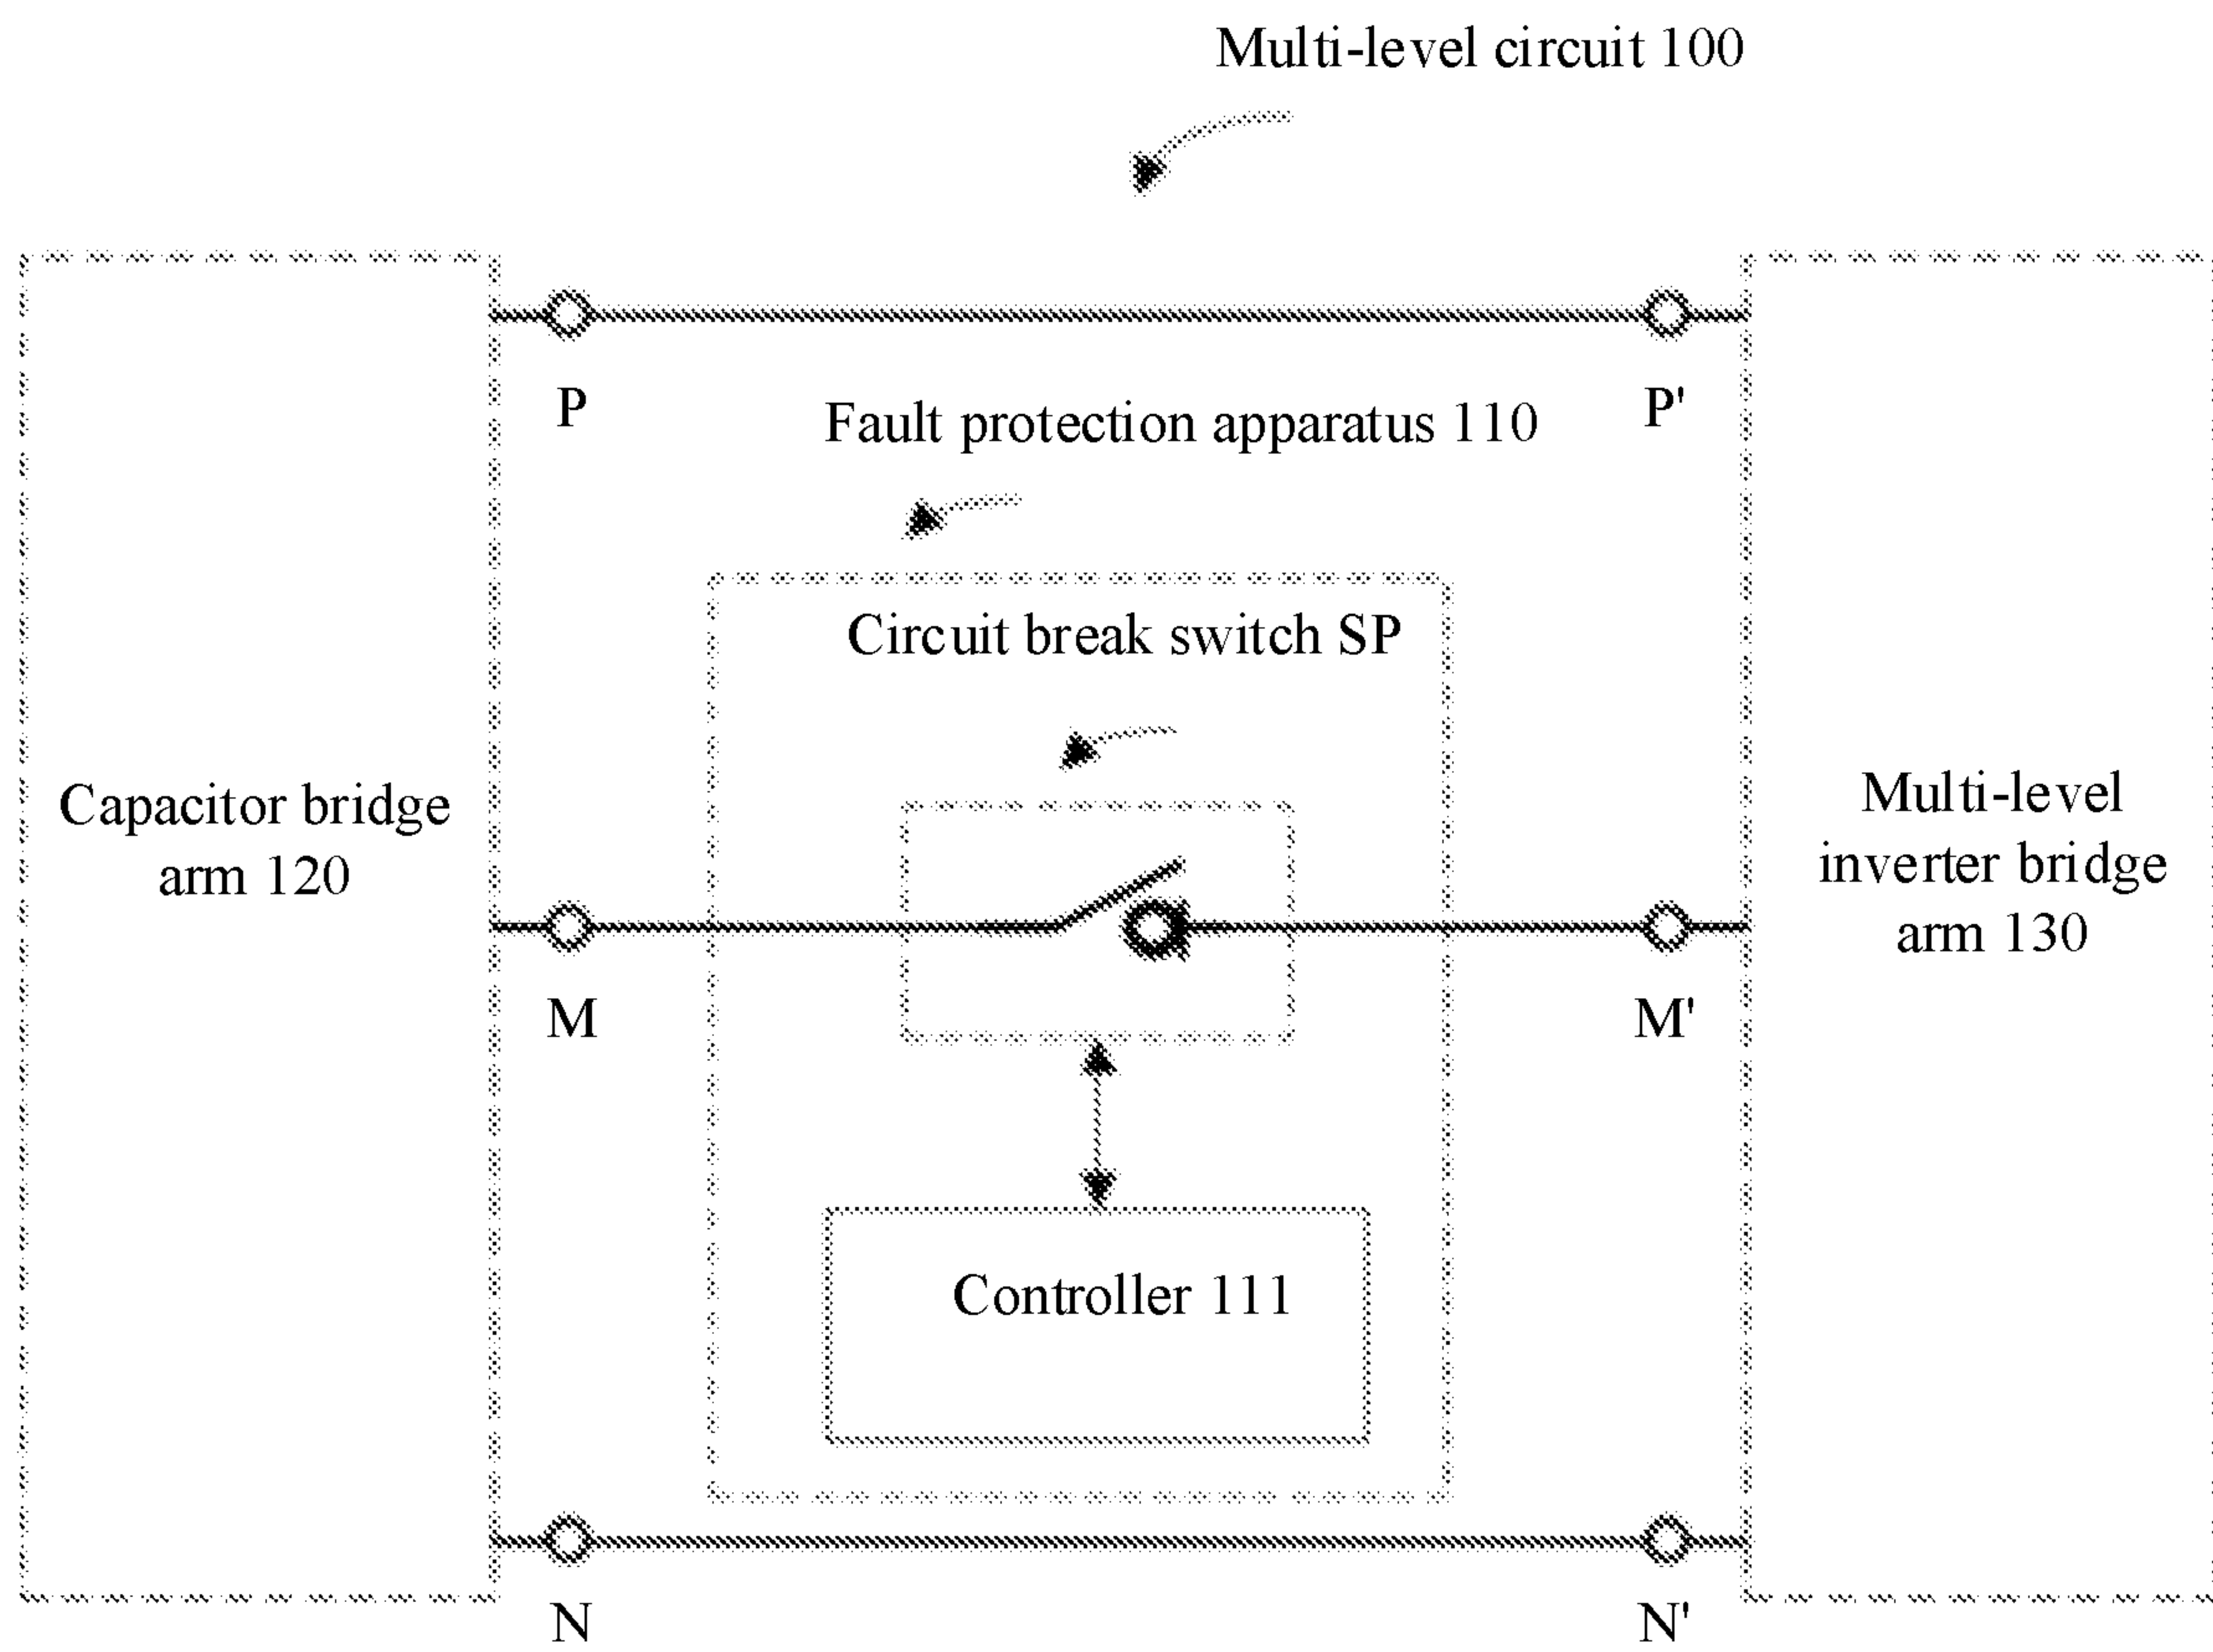 Multi-level circuit 100
P
P'
Fault protection apparatus 110
Circuit break switch SP
Capacitor bridge
arm 120
Multi-level
inverter bridge
arm 130
M
M'
Controller 111
N
N'